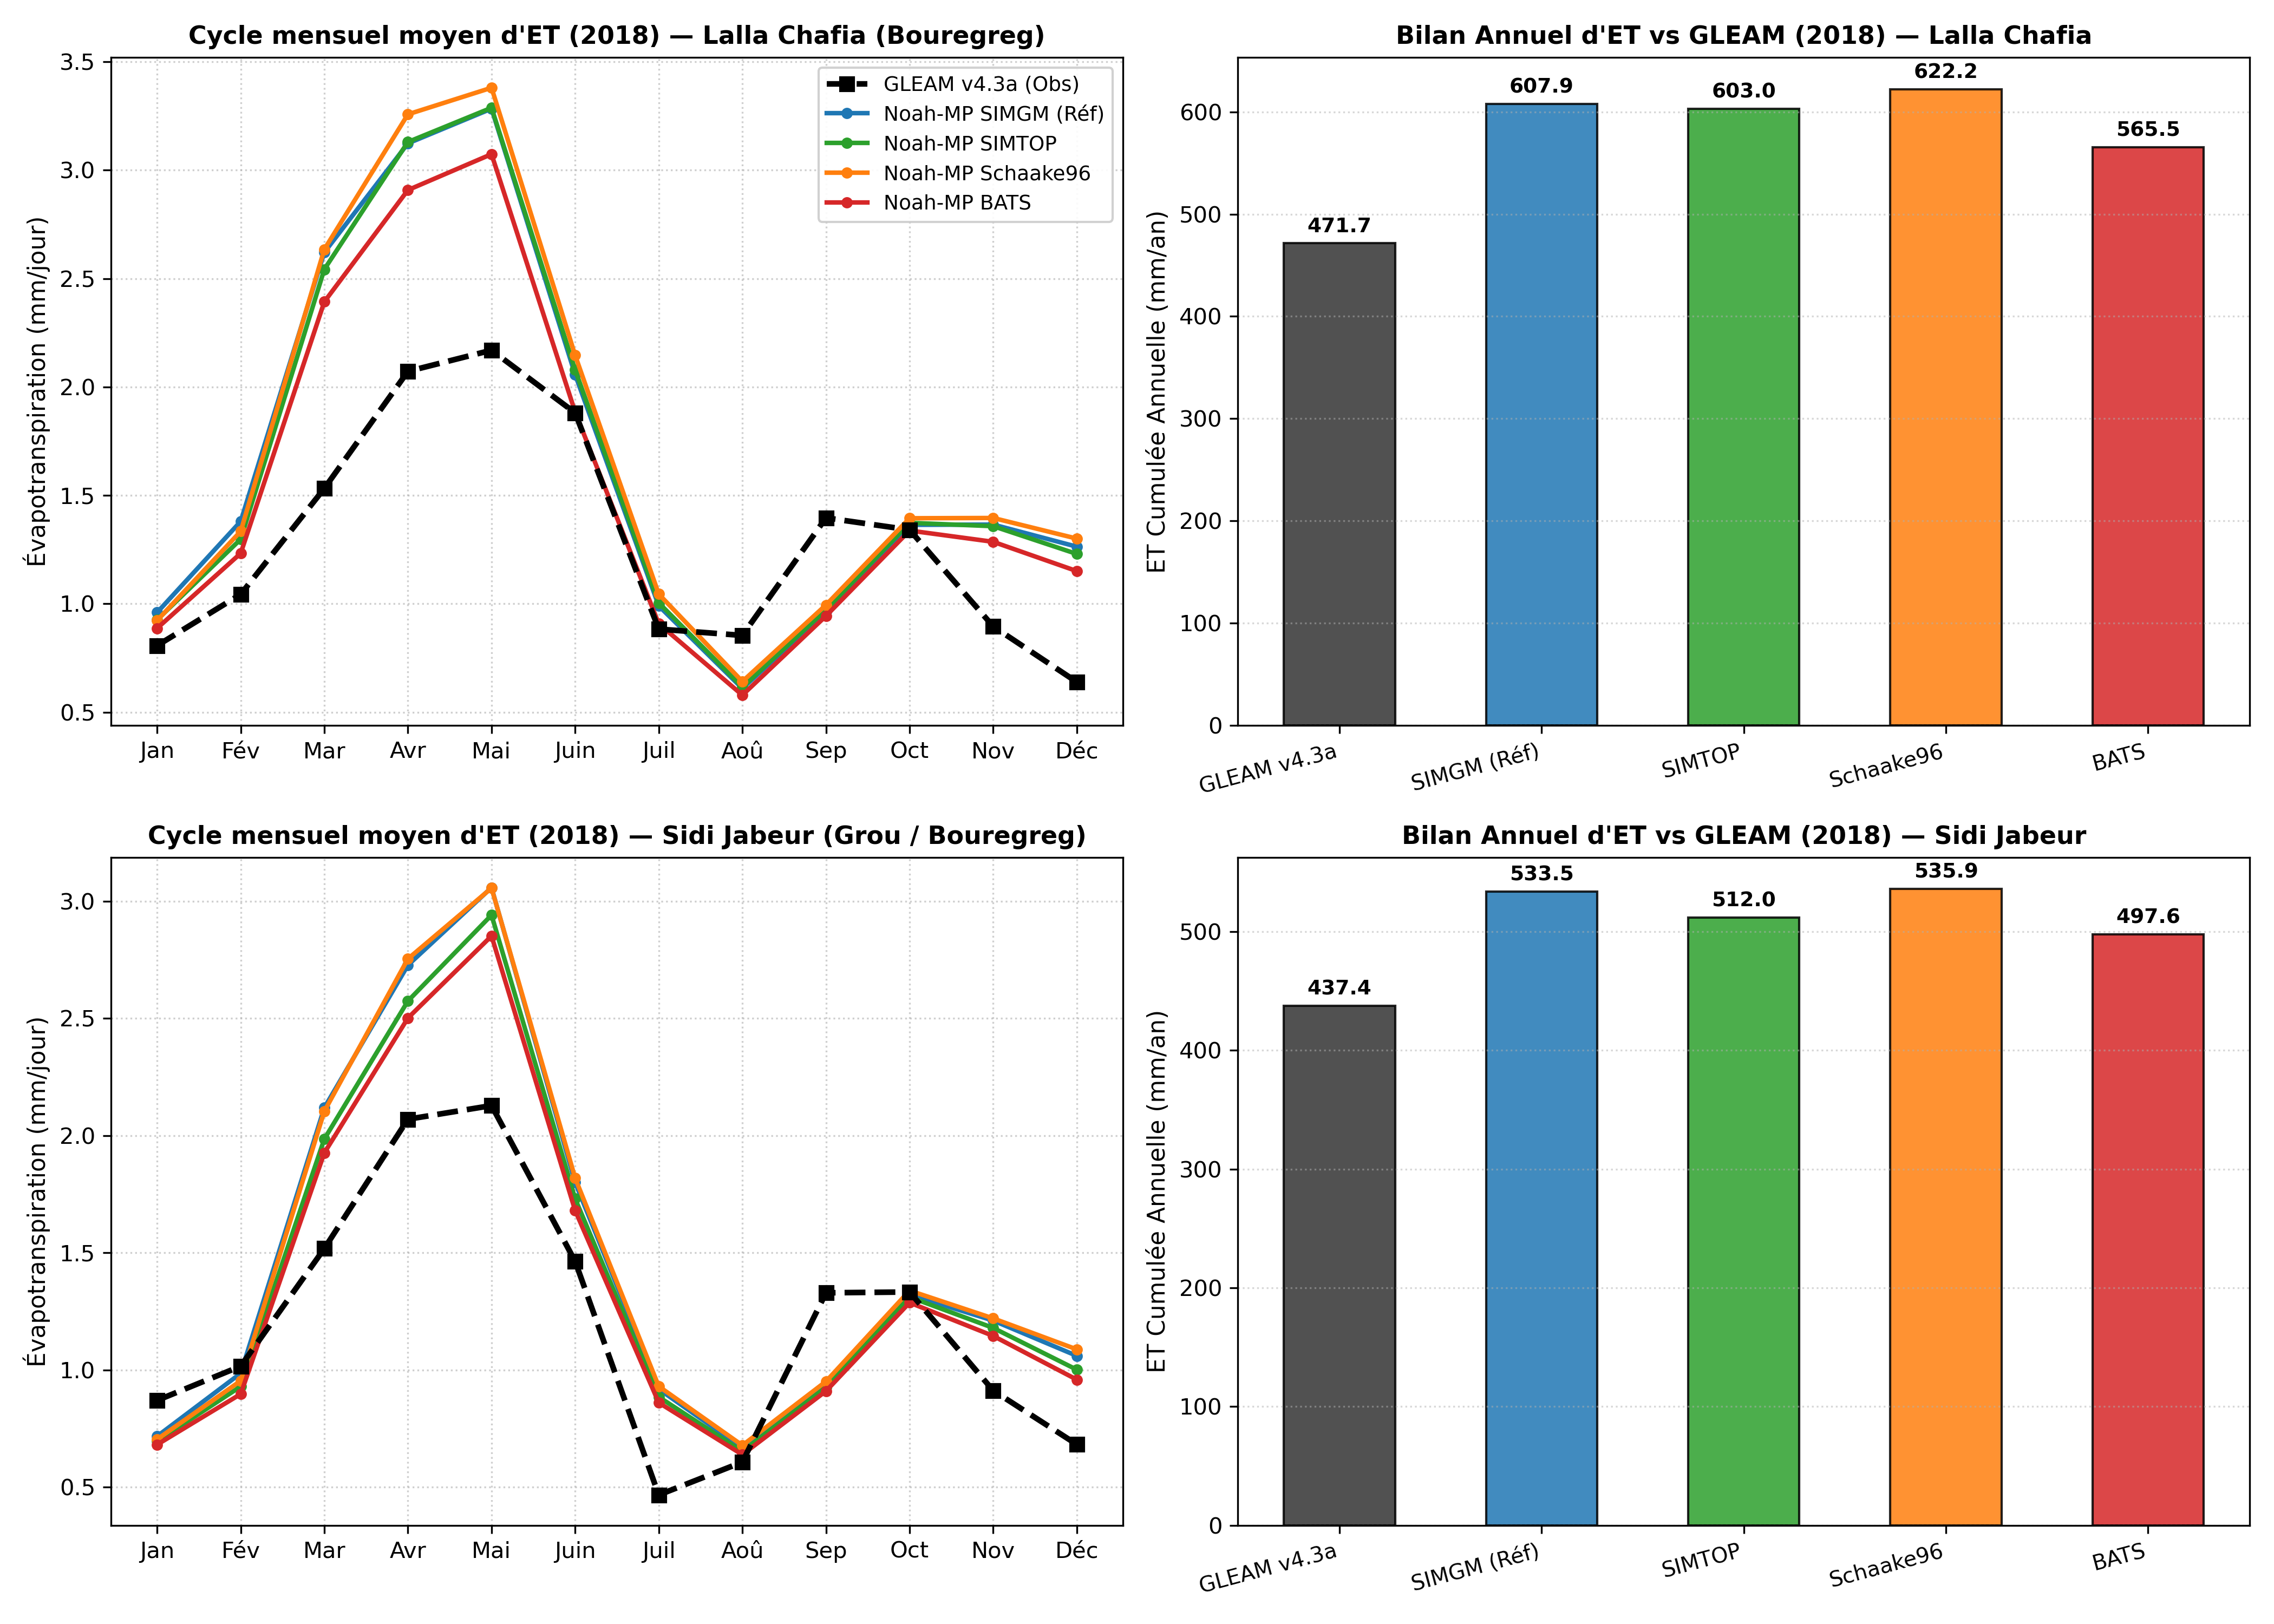 Cycle mensuel moyen d'ET (2018) — Lalla Chafia (Bouregreg)
3.5
3.0
2.5
2.0
1.5
1.0
0.5
Évapotranspiration (mm/jour)
GLEAM v4.3a (Obs)
Noah-MP SIMGM (Réf)
Noah-MP SIMTOP
Noah-MP Schaake96
Noah-MP BATS
Jan Fév Mar Avr Mai Juin Juil Aoû Sep Oct Nov Déc
Bilan Annuel d'ET vs GLEAM (2018) — Lalla Chafia
600
500
400
300
200
100
0
ET Cumulée Annuelle (mm/an)
471.7 607.9 603.0 622.2 565.5
GLEAM v4.3a SIMGM (Réf) SIMTOP Schaake96 BATS
Cycle mensuel moyen d'ET (2018) — Sidi Jabeur (Grou / Bouregreg)
3.0
2.5
2.0
1.5
1.0
0.5
Évapotranspiration (mm/jour)
Jan Fév Mar Avr Mai Juin Juil Aoû Sep Oct Nov Déc
Bilan Annuel d'ET vs GLEAM (2018) — Sidi Jabeur
500
400
300
200
100
0
ET Cumulée Annuelle (mm/an)
437.4 533.5 512.0 535.9 497.6
GLEAM v4.3a SIMGM (Réf) SIMTOP Schaake96 BATS